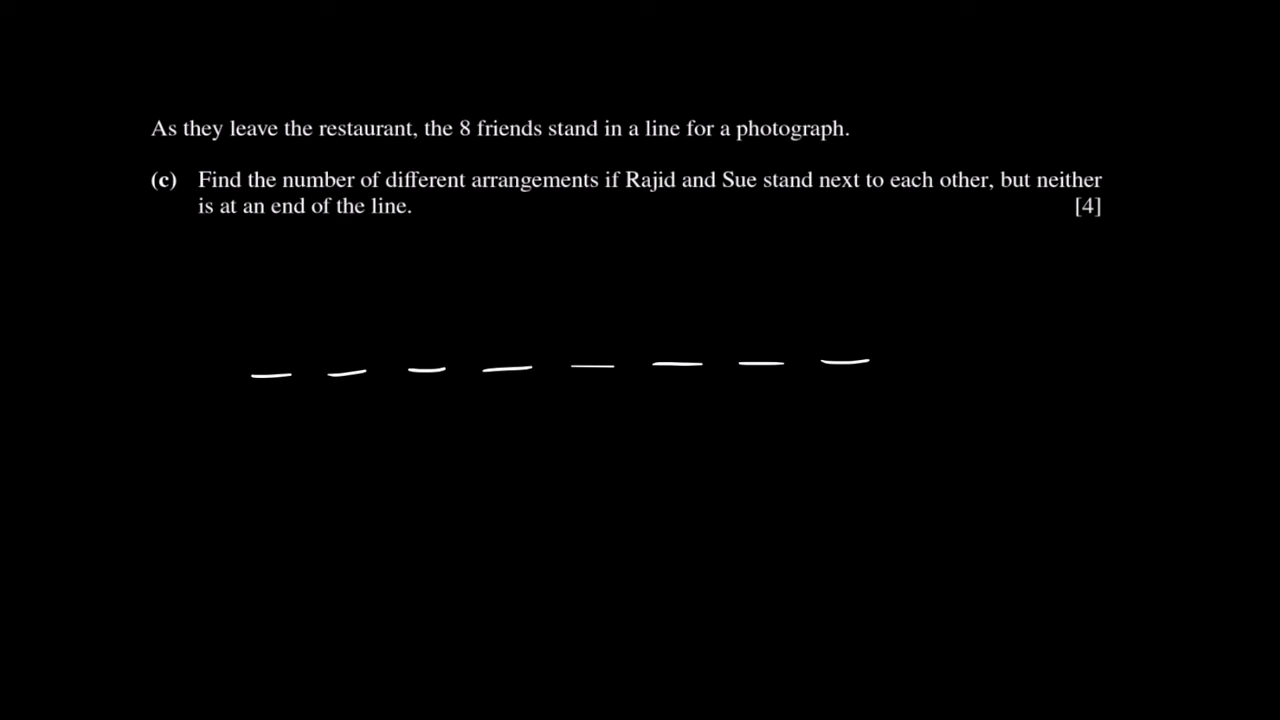 As they leave the restaurant, the 8 friends stand in a line for a photograph.
(c) Find the number of different arrangements if Rajid and Sue stand next to each other, but neither
is at an end of the line. [4]